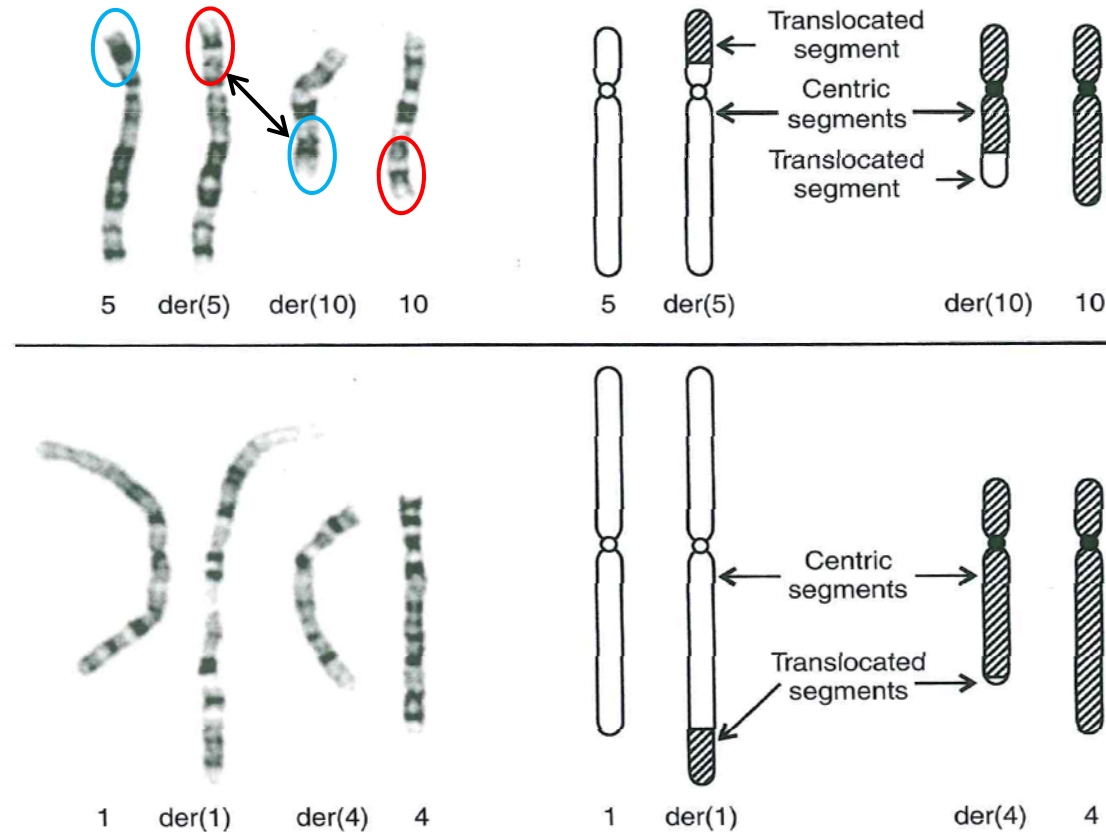 Translocated
segment
Centric
segments
Translocated
segment
5 der(5) der(10) 10 5 der(5) der(10) 10
Centric
segments
Translocated
segments
1 der(1) der(4) 4 1 der(1) der(4) 4